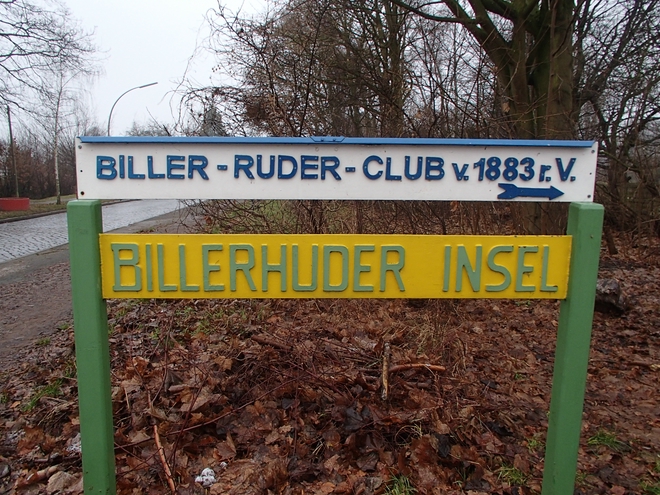 BILLER-RUDER-CLUB v. 1883 r. V.
BILLERHUDER INSEL